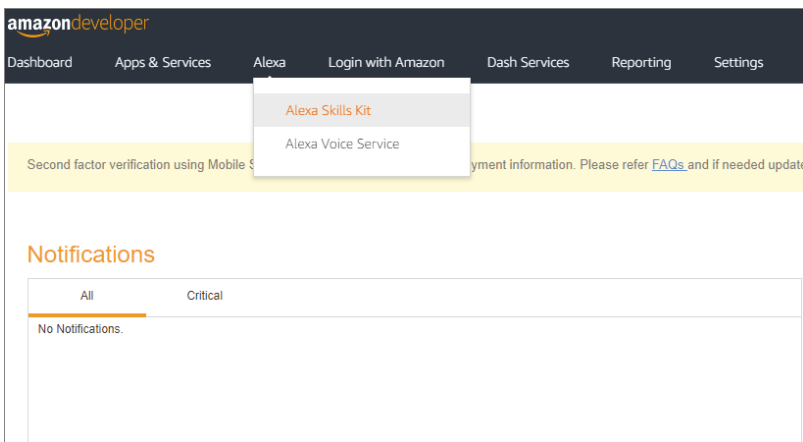 amazondeveloper
Dashboard Apps & Services Alexa Login with Amazon Dash Services Reporting Settings
Alexa Skills Kit
Alexa Voice Service
Second factor verification using Mobile yment information. Please refer FAQs and if needed update
Notifications
All Critical
No Notifications.